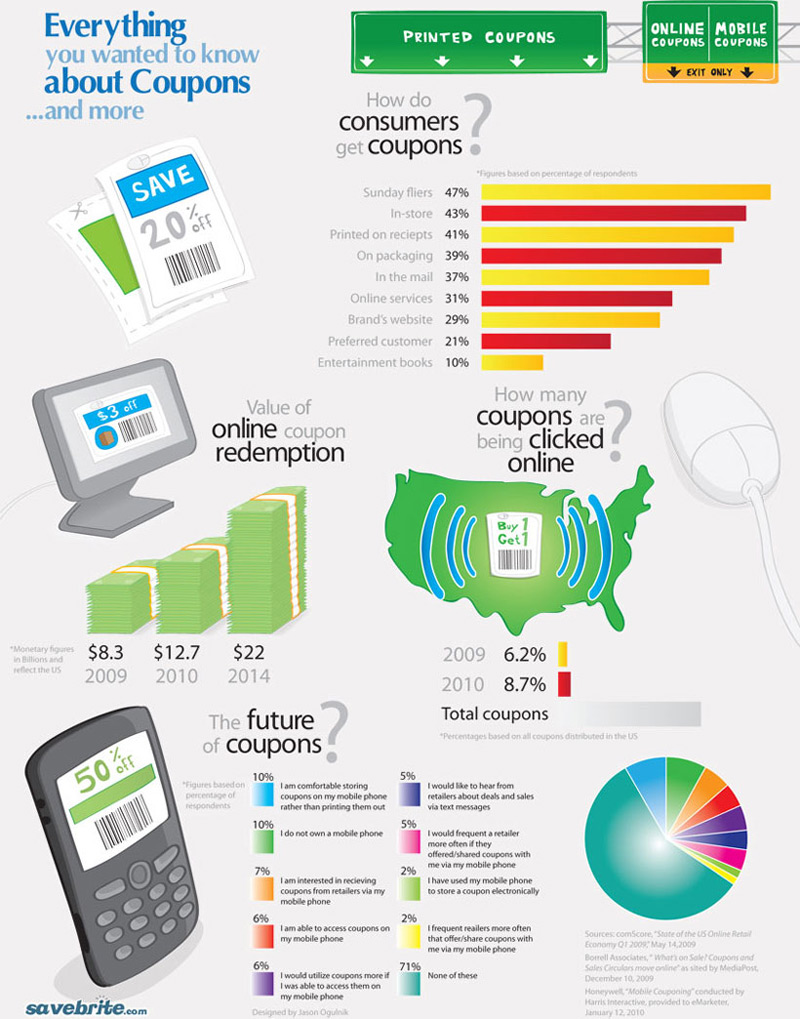 Everything
you wanted to know
about Coupons
...and more
PRINTED COUPONS
ONLINE COUPONS
MOBILE COUPONS
EXIT ONLY
SAVE
20% off
How do
consumers
get coupons?
*Figures based on percentage of respondents
Sunday fliers 47%
In-store 43%
Printed on reciepts 41%
On packaging 39%
In the mail 37%
Online services 31%
Brand's website 29%
Preferred customer 21%
Entertainment books 10%
$3 off
Value of
online coupon
redemption
*Monetary figures
in Billions and
reflect the US
$8.3 $12.7 $22
2009 2010 2014
How many
coupons are
being clicked
online?
Buy 1
Get 1
2009 6.2%
2010 8.7%
Total coupons
*Percentages based on all coupons distributed in the US
50% off
The future
of coupons?
*Figures based on
percentage of
respondents
10%
I am comfortable storing
coupons on my mobile phone
rather than printing them out
10%
I do not own a mobile phone
7%
I am interested in recieving
coupons from retailers via my
mobile phone
6%
I am able to access coupons on
my mobile phone
6%
I would utilize coupons more if
I was able to access them on
my mobile phone
5%
I would like to hear from
retailers about deals and sales
via text messages
5%
I would frequent a retailer
more often if they
offered/shared coupons with
me via my mobile phone
2%
I have used my mobile phone
to store a coupon electronically
2%
I frequent reailers more often
that offer/share coupons with
me via my mobile phone
71%
None of these
Sources: comScore, "State of the US Online Retail
Economy Q1 2009," May 14,2009
Borrell Associates, " What's on Sale? Coupons and
Sales Circulars move online" as sited by MediaPost,
December 10, 2009
Honeywell, "Mobile Couponing" conducted by
Harris Interactive, provided to eMarketer,
January 12, 2010
savebrite.com
Designed by Jason Ogulnik